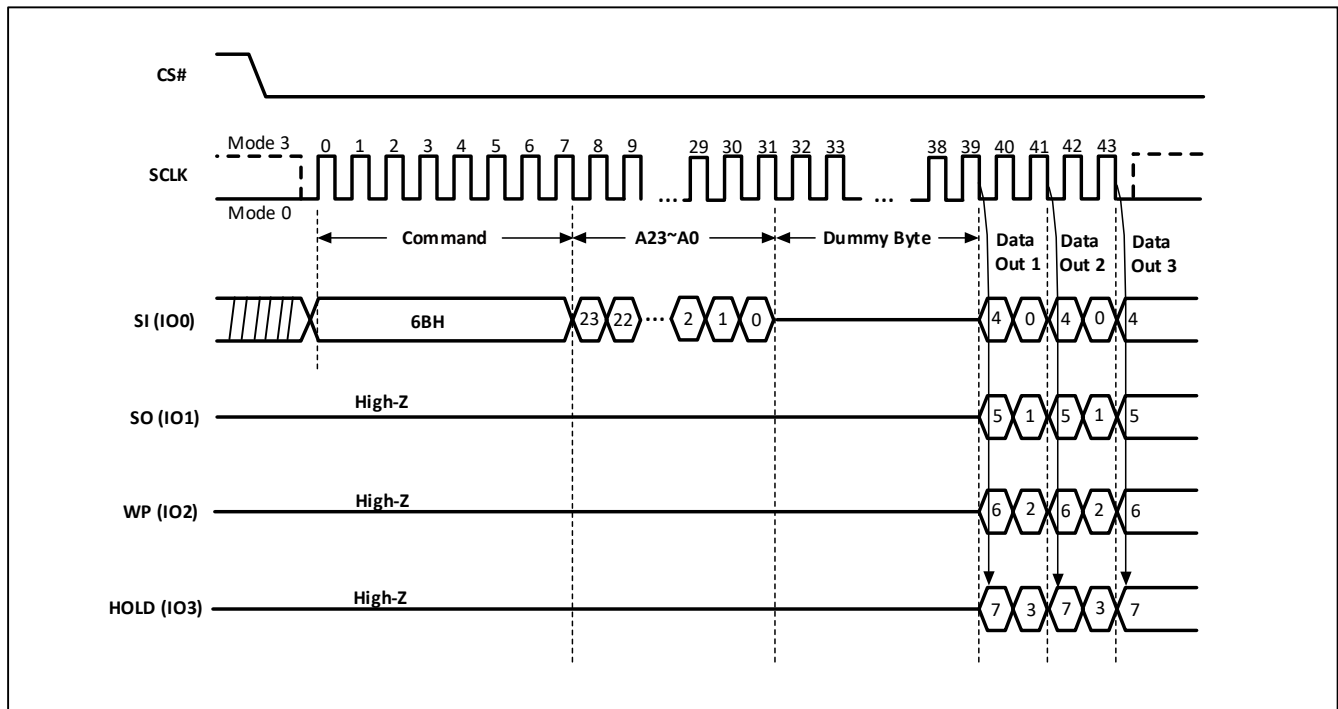 CS#
Mode 3
0 1 2 3 4 5 6 7 8 9 29 30 31 32 33 38 39 40 41 42 43
SCLK
... ... 
Mode 0
Command A23~A0 Dummy Byte Data Out 1 Data Out 2 Data Out 3
SI (IO0) 6BH 23 22 ... 2 1 0 4 0 4 0 4
High-Z
SO (IO1) 5 1 5 1 5
High-Z
WP (IO2) 6 2 6 2 6
High-Z
HOLD (IO3) 7 3 7 3 7